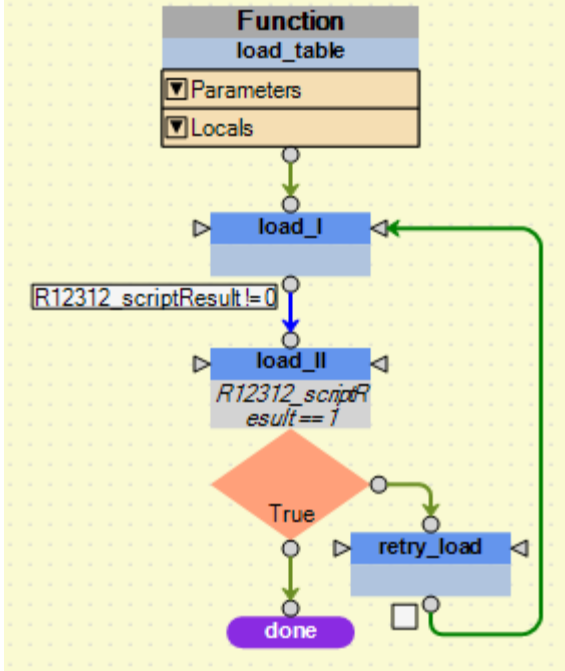 Function
load_table
Parameters
Locals
load_I
R12312_scriptResult != 0
load_II
R12312_scriptR
esult == 1
True
retry_load
done